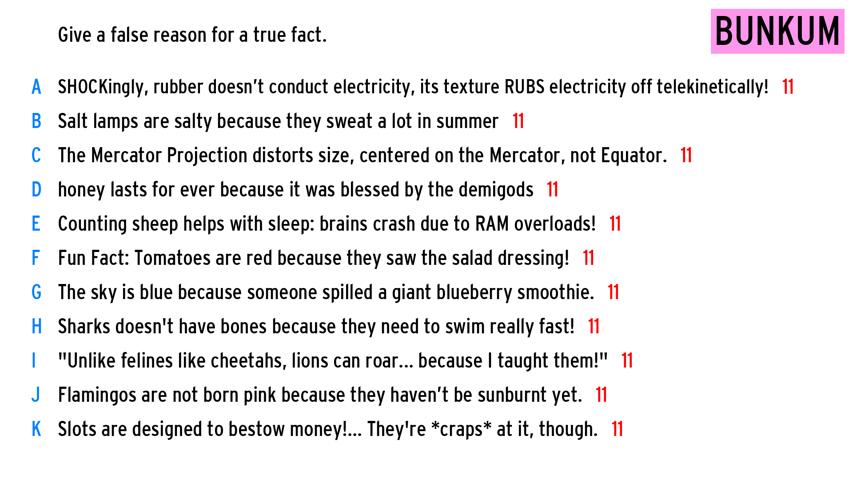 Give a false reason for a true fact.
BUNKUM
A SHOCKingly, rubber doesn't conduct electricity, its texture RUBS electricity off telekinetically! 11
B Salt lamps are salty because they sweat a lot in summer 11
C The Mercator Projection distorts size, centered on the Mercator, not Equator. 11
D honey lasts for ever because it was blessed by the demigods 11
E Counting sheep helps with sleep: brains crash due to RAM overloads! 11
F Fun Fact: Tomatoes are red because they saw the salad dressing! 11
G The sky is blue because someone spilled a giant blueberry smoothie. 11
H Sharks doesn't have bones because they need to swim really fast! 11
I "Unlike felines like cheetahs, lions can roar... because I taught them!" 11
J Flamingos are not born pink because they haven't be sunburnt yet. 11
K Slots are designed to bestow money!... They're *craps* at it, though. 11